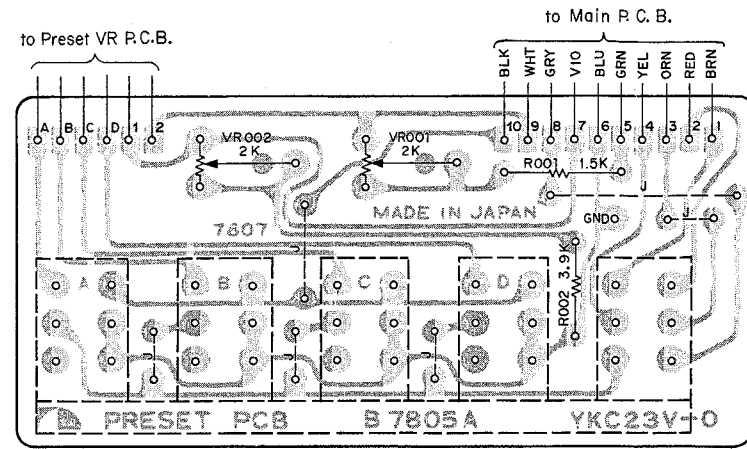 to Preset VR P.C.B.
to Main P.C.B.
BLK WHT GRY VIO BLU GRN YEL ORN RED BRN
A B C D 1 2
10 9 8 7 6 5 4 3 2 1
VR002
2K
VR001
2K
R001 1.5K
J
MADE IN JAPAN
GND
J
7807
J
R002 3.9K
A B C D
J J J
PRESET PCB B7805A YKC23V-0